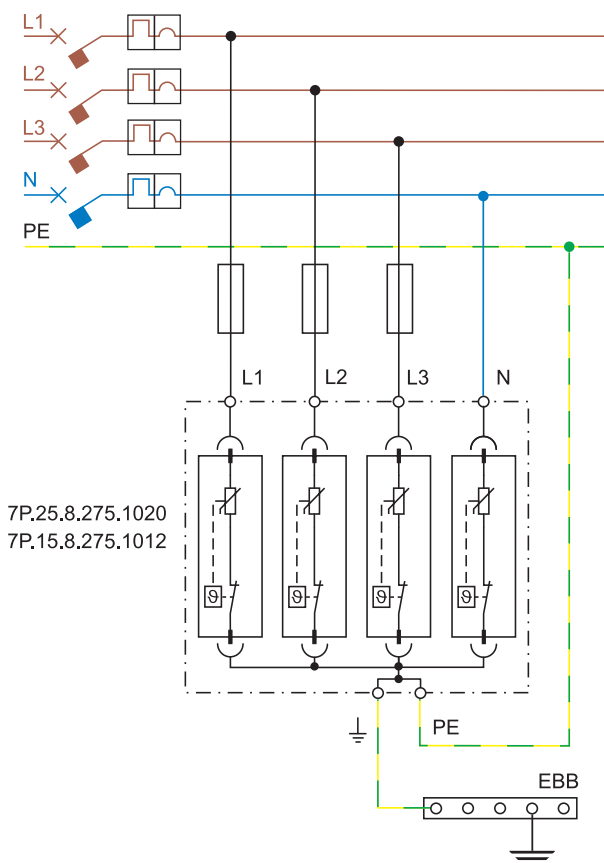 L1
L2
L3
N
PE
L1
L2
L3
N
7P.25.8.275.1020
7P.15.8.275.1012
ϑ
ϑ
ϑ
ϑ
PE
EBB